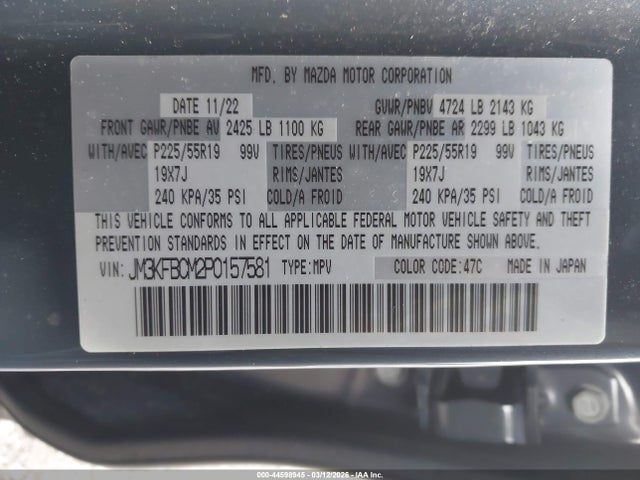 MFD. BY MAZDA MOTOR CORPORATION
DATE 11/22 GVWR/PNBV 4724 LB 2143 KG
FRONT GAWR/PNBE AV 2425 LB 1100 KG REAR GAWR/PNBE AR 2299 LB 1043 KG
WITH/AVEC P225/55R19 99V TIRES/PNEUS WITH/AVEC P225/55R19 99V TIRES/PNEUS
19X7J RIMS/JANTES 19X7J RIMS/JANTES
240 KPA/35 PSI COLD/A FROID 240 KPA/35 PSI COLD/A FROID
THIS VEHICLE CONFORMS TO ALL APPLICABLE FEDERAL MOTOR VEHICLE SAFETY AND THEFT
PREVENTION STANDARDS IN EFFECT ON THE DATE OF MANUFACTURE SHOWN ABOVE.
VIN: JM3KFBCM2P0157581 TYPE: MPV COLOR CODE: 47C MADE IN JAPAN
000-44598945 - 03/12/2026 - IAA Inc.